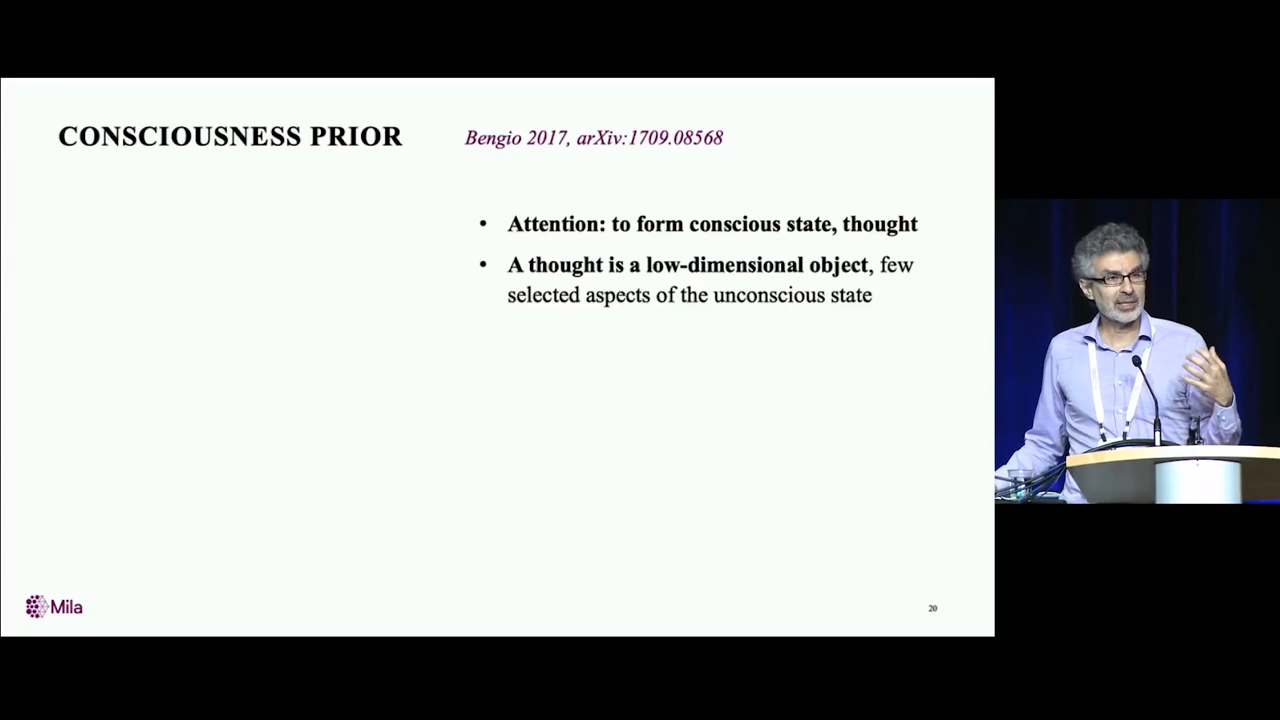 CONSCIOUSNESS PRIOR
Bengio 2017, arXiv:1709.08568
• Attention: to form conscious state, thought
• A thought is a low-dimensional object, few
selected aspects of the unconscious state
Mila
20